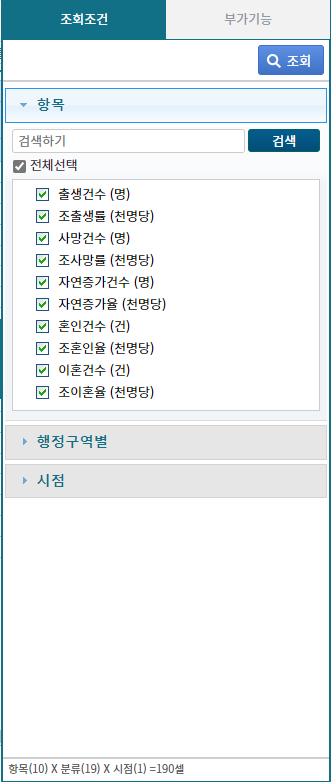 조회조건 부가기능
조회
항목
검색하기 검색
전체선택
출생건수 (명)
조출생률 (천명당)
사망건수 (명)
조사망률 (천명당)
자연증가건수 (명)
자연증가율 (천명당)
혼인건수 (건)
조혼인율 (천명당)
이혼건수 (건)
조이혼율 (천명당)
행정구역별
시점
항목(10) X 분류(19) X 시점(1) =190셀